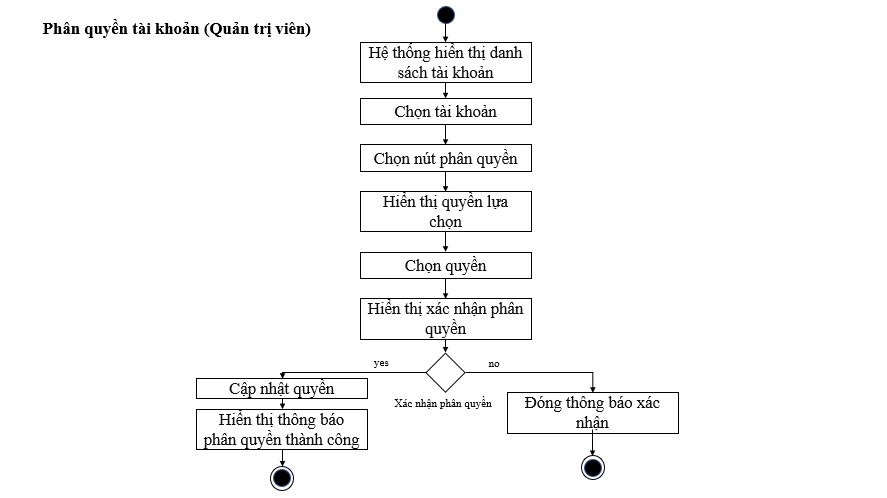 Phân quyền tài khoản (Quản trị viên)
Hệ thống hiển thị danh
sách tài khoản
Chọn tài khoản
Chọn nút phân quyền
Hiển thị quyền lựa
chọn
Chọn quyền
Hiển thị xác nhận phân
quyền
yes
no
Xác nhận phân quyền
Cập nhật quyền
Hiển thị thông báo
phân quyền thành công
Đóng thông báo xác
nhận